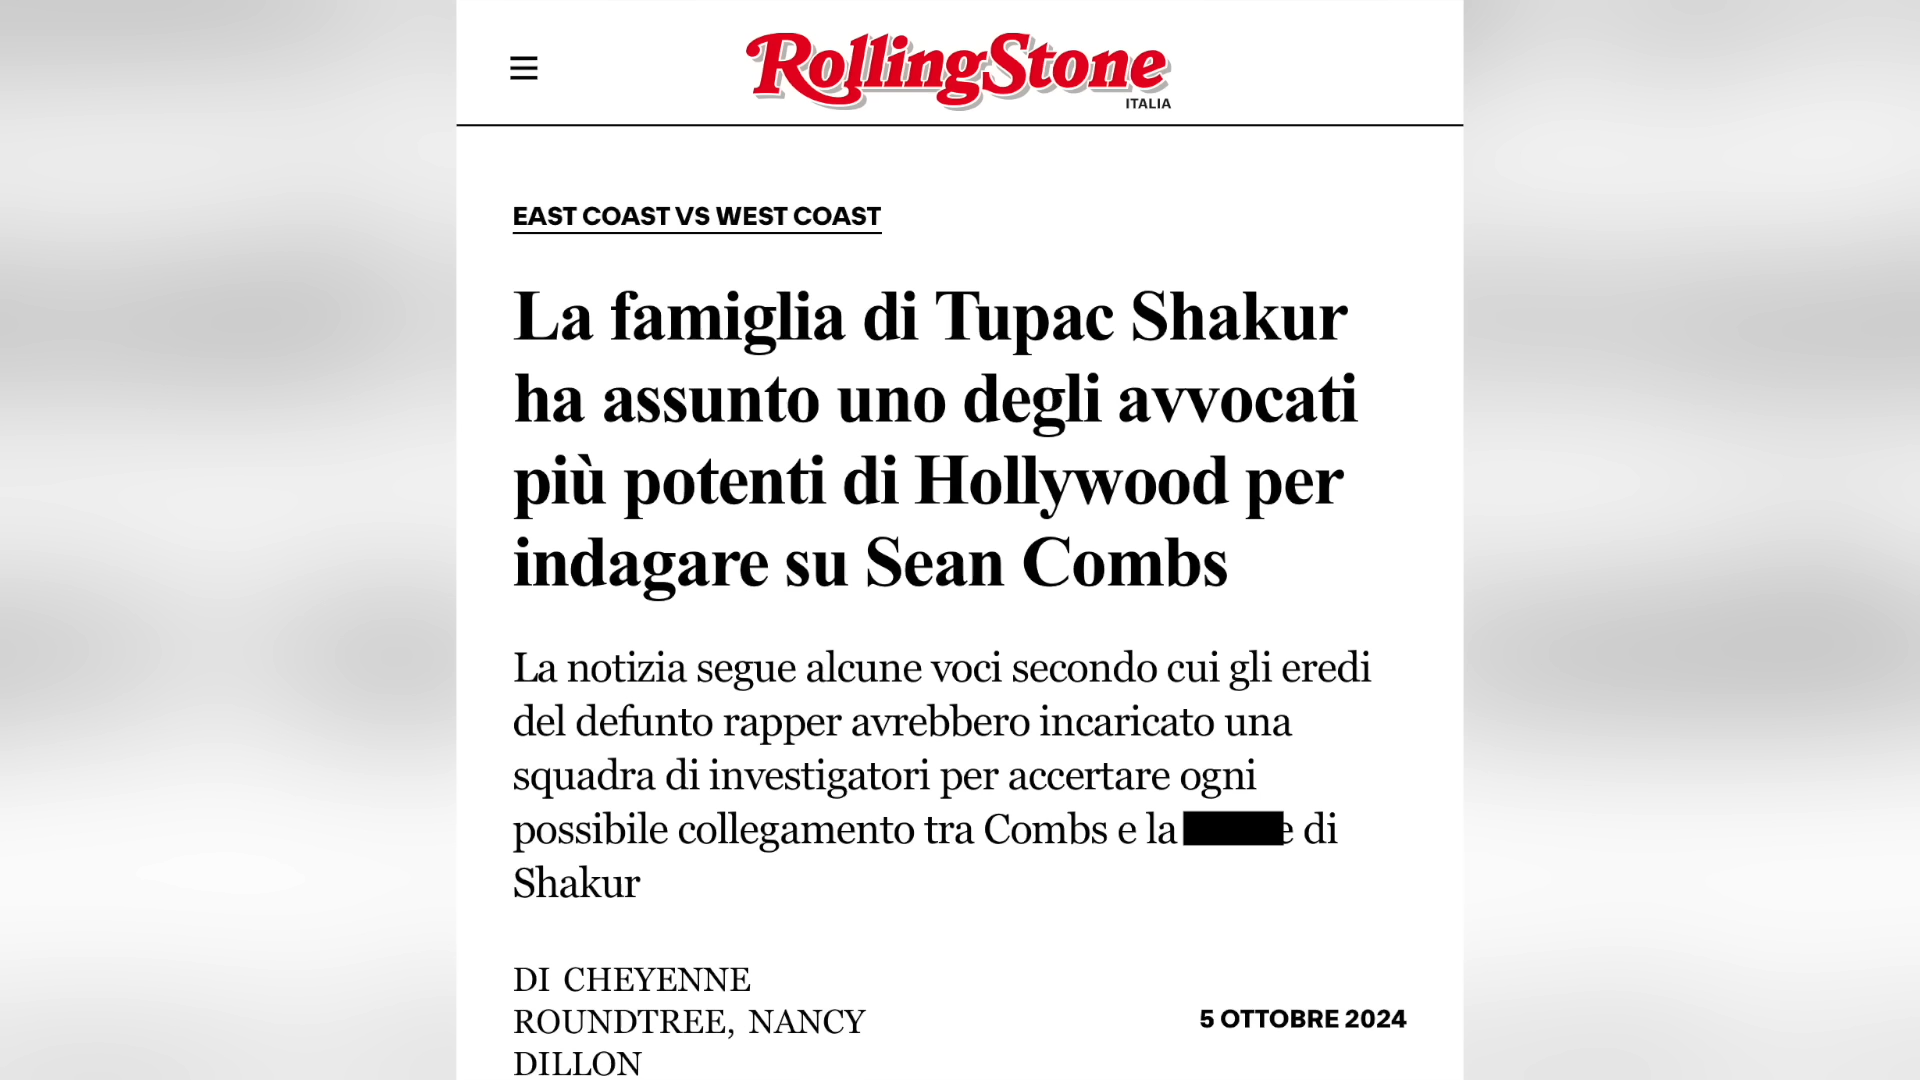 RollingStone
ITALIA
EAST COAST VS WEST COAST
La famiglia di Tupac Shakur
ha assunto uno degli avvocati
più potenti di Hollywood per
indagare su Sean Combs
La notizia segue alcune voci secondo cui gli eredi
del defunto rapper avrebbero incaricato una
squadra di investigatori per accertare ogni
possibile collegamento tra Combs e la e di
Shakur
DI CHEYENNE
ROUNDTREE, NANCY
DILLON
5 OTTOBRE 2024